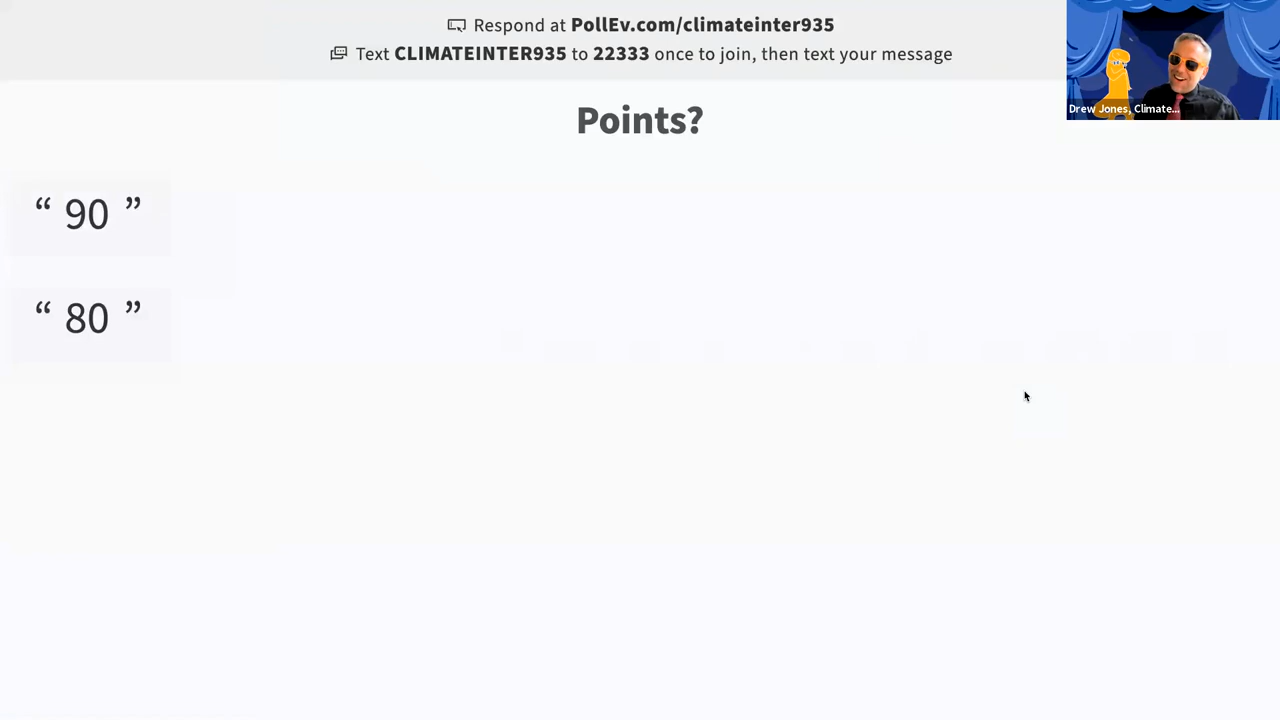 Respond at PollEv.com/climateinter935
Text CLIMATEINTER935 to 22333 once to join, then text your message
Drew Jones, Climate...
Points?
“ 90 ”
“ 80 ”